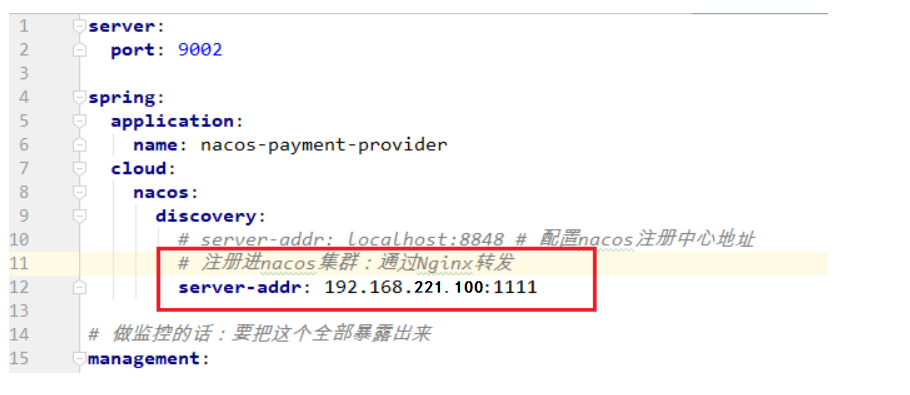 1 server:
2 port: 9002
3
4 spring:
5 application:
6 name: nacos-payment-provider
7 cloud:
8 nacos:
9 discovery:
10 # server-addr: localhost:8848 # 配置nacos注册中心地址
11 # 注册进nacos集群：通过Nginx转发
12 server-addr: 192.168.221.100:1111
13
14 # 做监控的话：要把这个全部暴露出来
15 management: